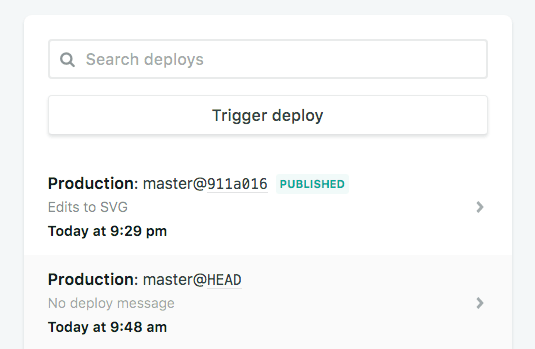 Search deploys
Trigger deploy
Production: master@911a016 PUBLISHED
Edits to SVG
Today at 9:29 pm
Production: master@HEAD
No deploy message
Today at 9:48 am